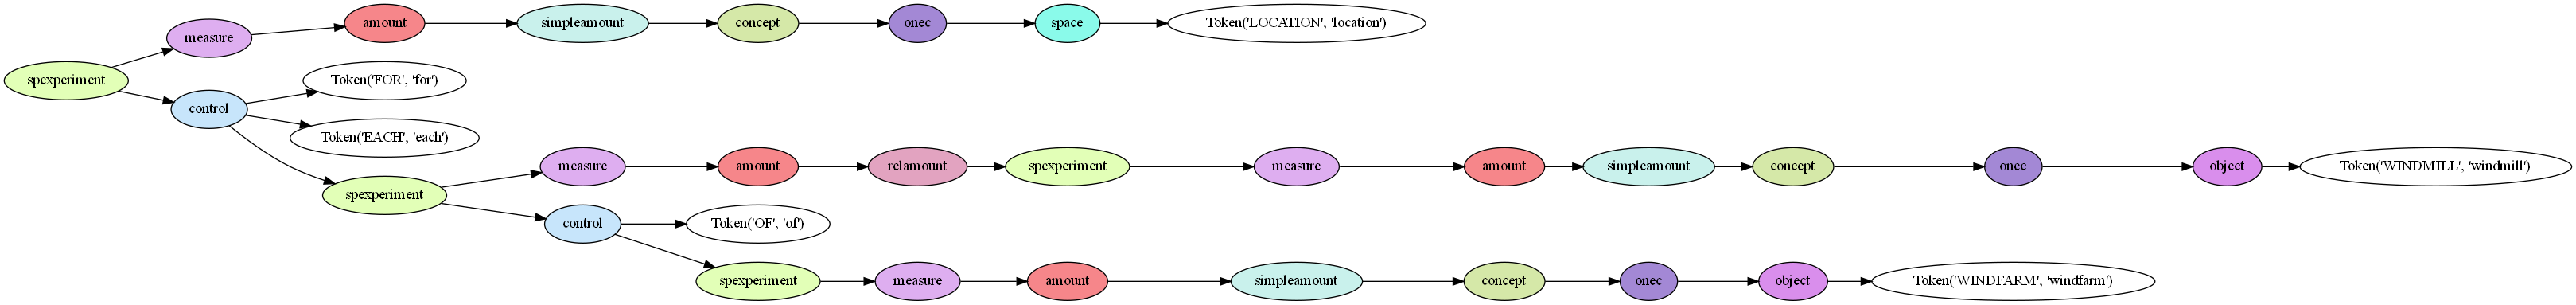 amount simpleamount concept onec space Token('LOCATION', 'location')
measure
spexperiment Token('FOR', 'for')
control
Token('EACH', 'each')
measure amount relamount spexperiment measure amount simpleamount concept onec object Token('WINDMILL', 'windmill')
spexperiment
control Token('OF', 'of')
spexperiment measure amount simpleamount concept onec object Token('WINDFARM', 'windfarm')